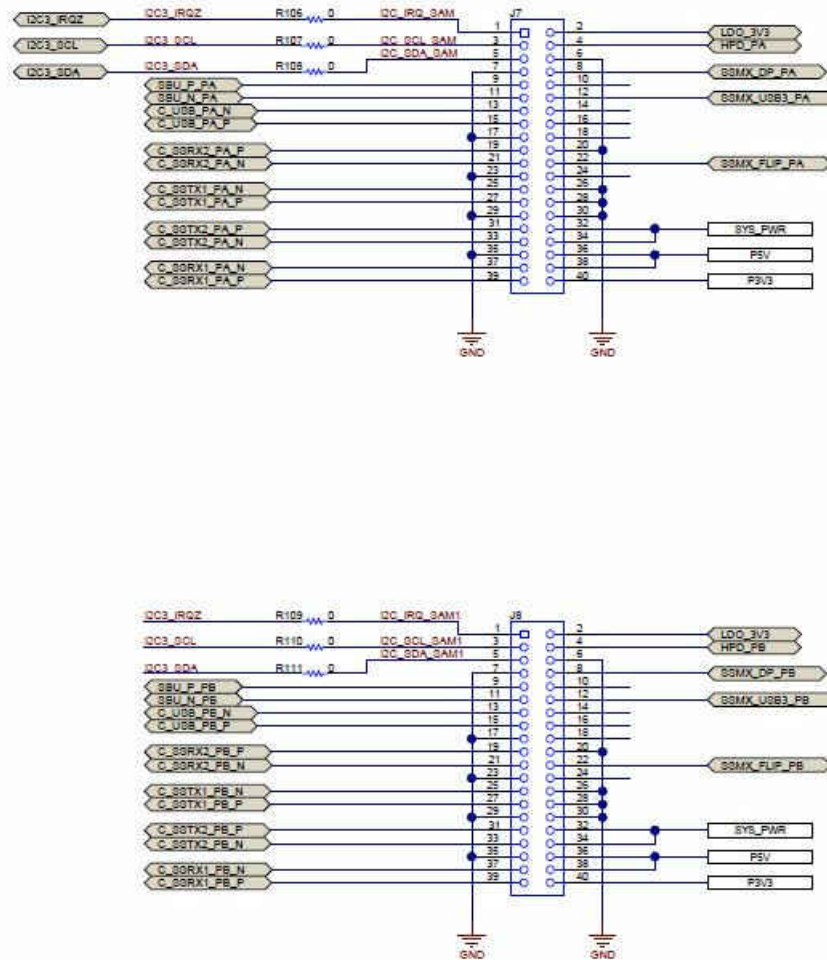 I2C3_IRQZ I2C3_IRQZ R106 0 I2C_IRQ_SAM J7
1 2 LDO_3V3
I2C3_SCL I2C3_SCL R107 0 I2C_SCL_SAM 3 4 HPD_PA
I2C_SDA_SAM 5 6
I2C3_SDA I2C3_SDA R108 0 7 8 SSMX_DP_PA
SBU_P_PA 9 10
SBU_N_PA 11 12 SSMX_USB3_PA
C_USB_PA_N 13 14
C_USB_PA_P 15 16
17 18
C_SSRX2_PA_P 19 20
C_SSRX2_PA_N 21 22 SSMX_FLIP_PA
23 24
C_SSTX1_PA_N 25 26
C_SSTX1_PA_P 27 28
29 30
C_SSTX2_PA_P 31 32 SYS_PWR
C_SSTX2_PA_N 33 34
35 36 P5V
C_SSRX1_PA_N 37 38
C_SSRX1_PA_P 39 40 P3V3
GND GND
I2C3_IRQZ R109 0 I2C_IRQ_SAM1
1 2 LDO_3V3
I2C3_SCL R110 0 I2C_SCL_SAM1 3 4 HPD_PB
I2C_SDA_SAM1 5 6
I2C3_SDA R111 0 7 8 SSMX_DP_PB
SBU_P_PB 9 10
SBU_N_PB 11 12 SSMX_USB3_PB
C_USB_PB_N 13 14
C_USB_PB_P 15 16
17 18
C_SSRX2_PB_P 19 20
C_SSRX2_PB_N 21 22 SSMX_FLIP_PB
23 24
C_SSTX1_PB_N 25 26
C_SSTX1_PB_P 27 28
29 30
C_SSTX2_PB_P 31 32 SYS_PWR
C_SSTX2_PB_N 33 34
35 36 P5V
C_SSRX1_PB_N 37 38
C_SSRX1_PB_P 39 40 P3V3
GND GND